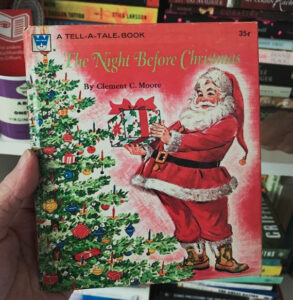 A TELL-A-TALE BOOK
35¢
The Night Before Christmas
By Clement C. Moore